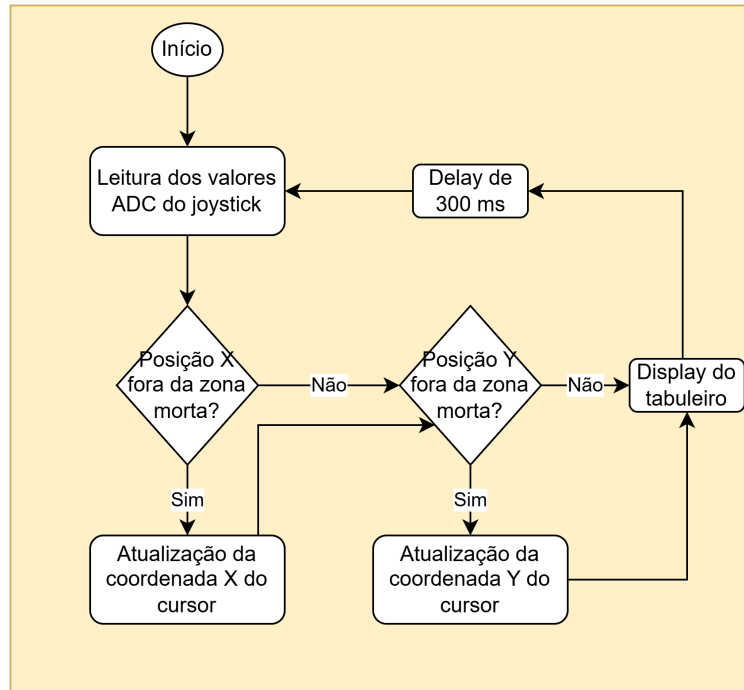 Início
Leitura dos valores
ADC do joystick
Delay de
300 ms
Posição X
fora da zona
morta?
Não
Posição Y
fora da zona
morta?
Não
Display do
tabuleiro
Sim
Sim
Atualização da
coordenada X do
cursor
Atualização da
coordenada Y do
cursor